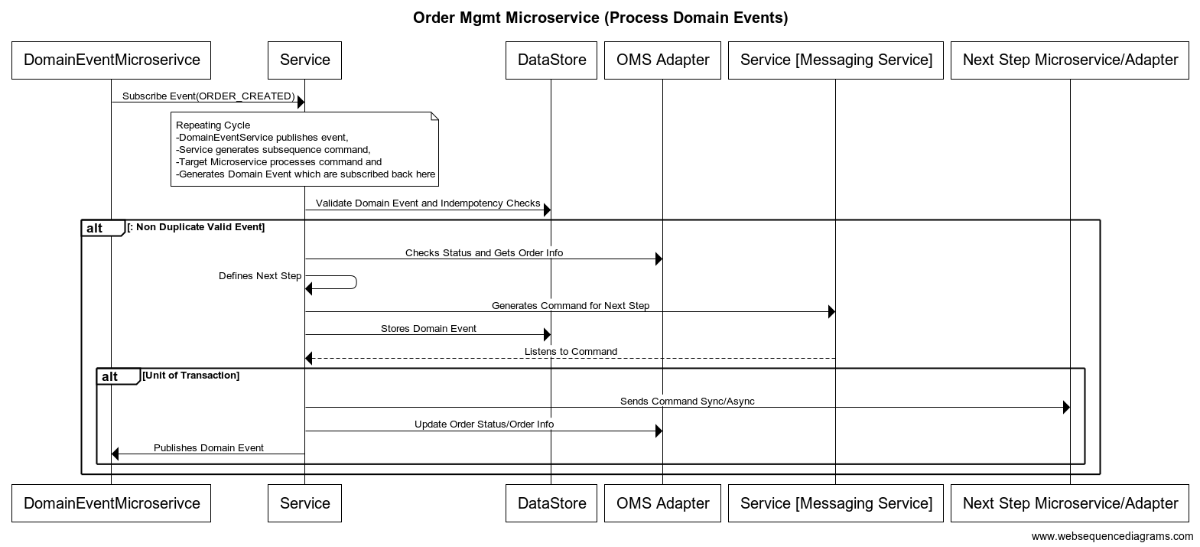 Order Mgmt Microservice (Process Domain Events)
DomainEventMicroserivce
Service
DataStore
OMS Adapter
Service [Messaging Service]
Next Step Microservice/Adapter
Subscribe Event(ORDER_CREATED)
Repeating Cycle
-DomainEventService publishes event,
-Service generates subsequence command,
-Target Microservice processes command and
-Generates Domain Event which are subscribed back here
Validate Domain Event and Indempotency Checks
alt
[: Non Duplicate Valid Event]
Checks Status and Gets Order Info
Defines Next Step
Generates Command for Next Step
Stores Domain Event
Listens to Command
alt
[Unit of Transaction]
Sends Command Sync/Async
Update Order Status/Order Info
Publishes Domain Event
DomainEventMicroserivce
Service
DataStore
OMS Adapter
Service [Messaging Service]
Next Step Microservice/Adapter
www.websequencediagrams.com